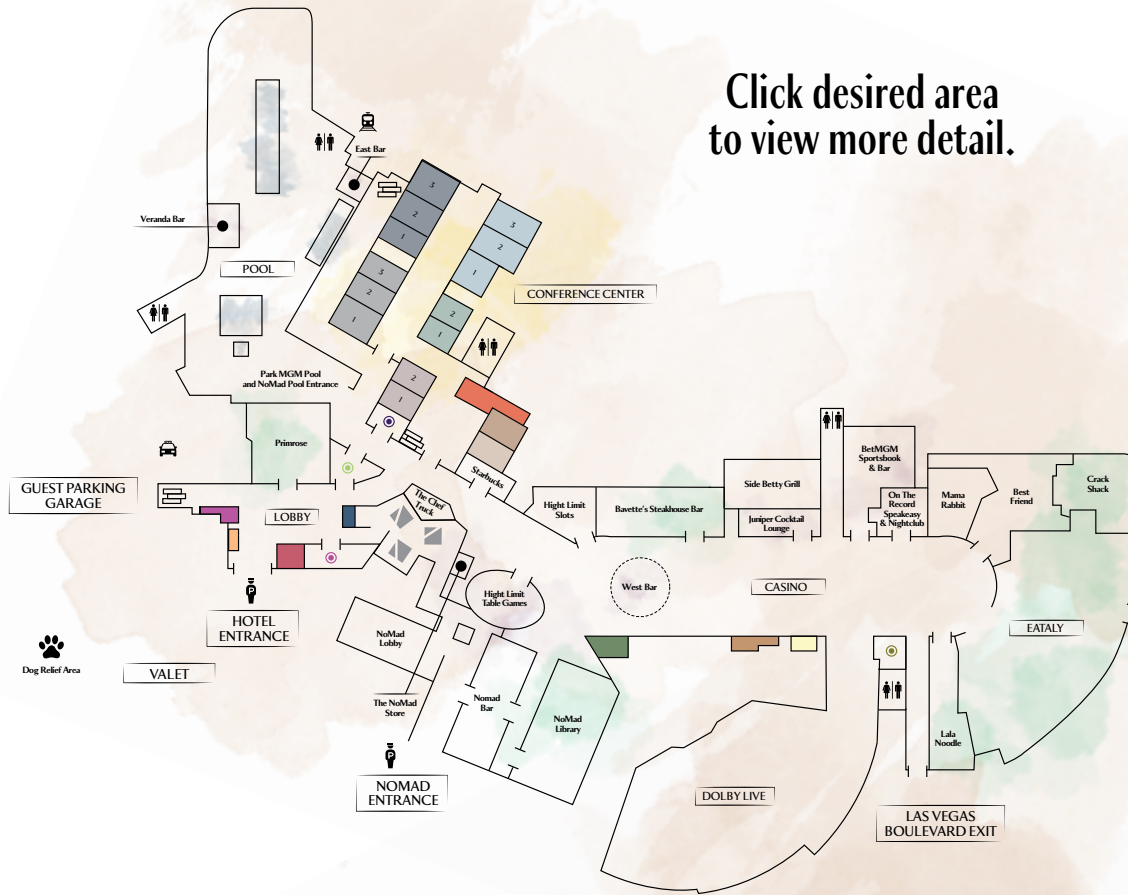 Click desired area
to view more detail.
East Bar
Veranda Bar
POOL
3
2
1
3
2
1
3
2
1
2
1
CONFERENCE CENTER
Park MGM Pool
and NoMad Pool Entrance
2
1
Primrose
Starbucks
GUEST PARKING
GARAGE
LOBBY
The Chef
Truck
Hight Limit
Slots
Bavette's Steakhouse Bar
Side Betty Grill
Juniper Cocktail
Lounge
BetMGM
Sportsbook
& Bar
On The
Record
Speakeasy
& Nightclub
Mama
Rabbit
Best
Friend
Crack
Shack
West Bar
CASINO
Hight Limit
Table Games
P
HOTEL
ENTRANCE
NoMad
Lobby
EATALY
Dog Relief Area
VALET
The NoMad
Store
Nomad
Bar
NoMad
Library
Lala
Noodle
P
NOMAD
ENTRANCE
DOLBY LIVE
LAS VEGAS
BOULEVARD EXIT